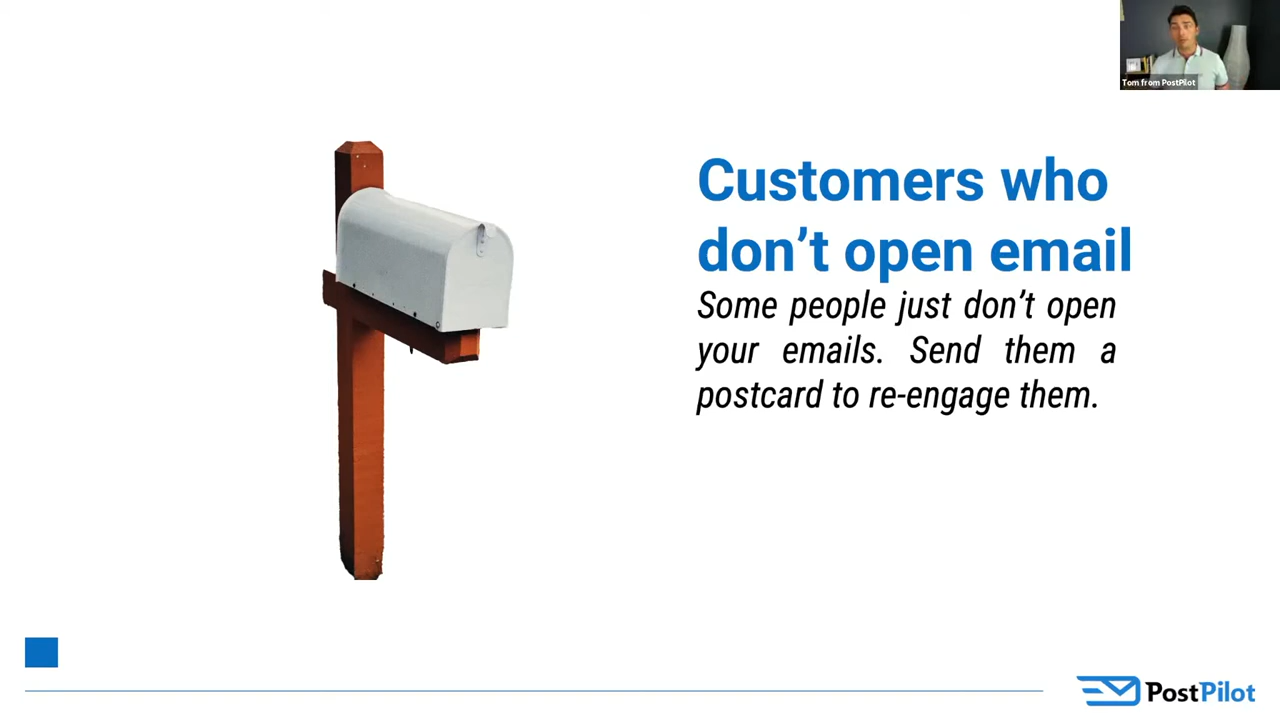 Tom from PostPilot
Customers who
don’t open email
Some people just don’t open
your emails. Send them a
postcard to re-engage them.
PostPilot